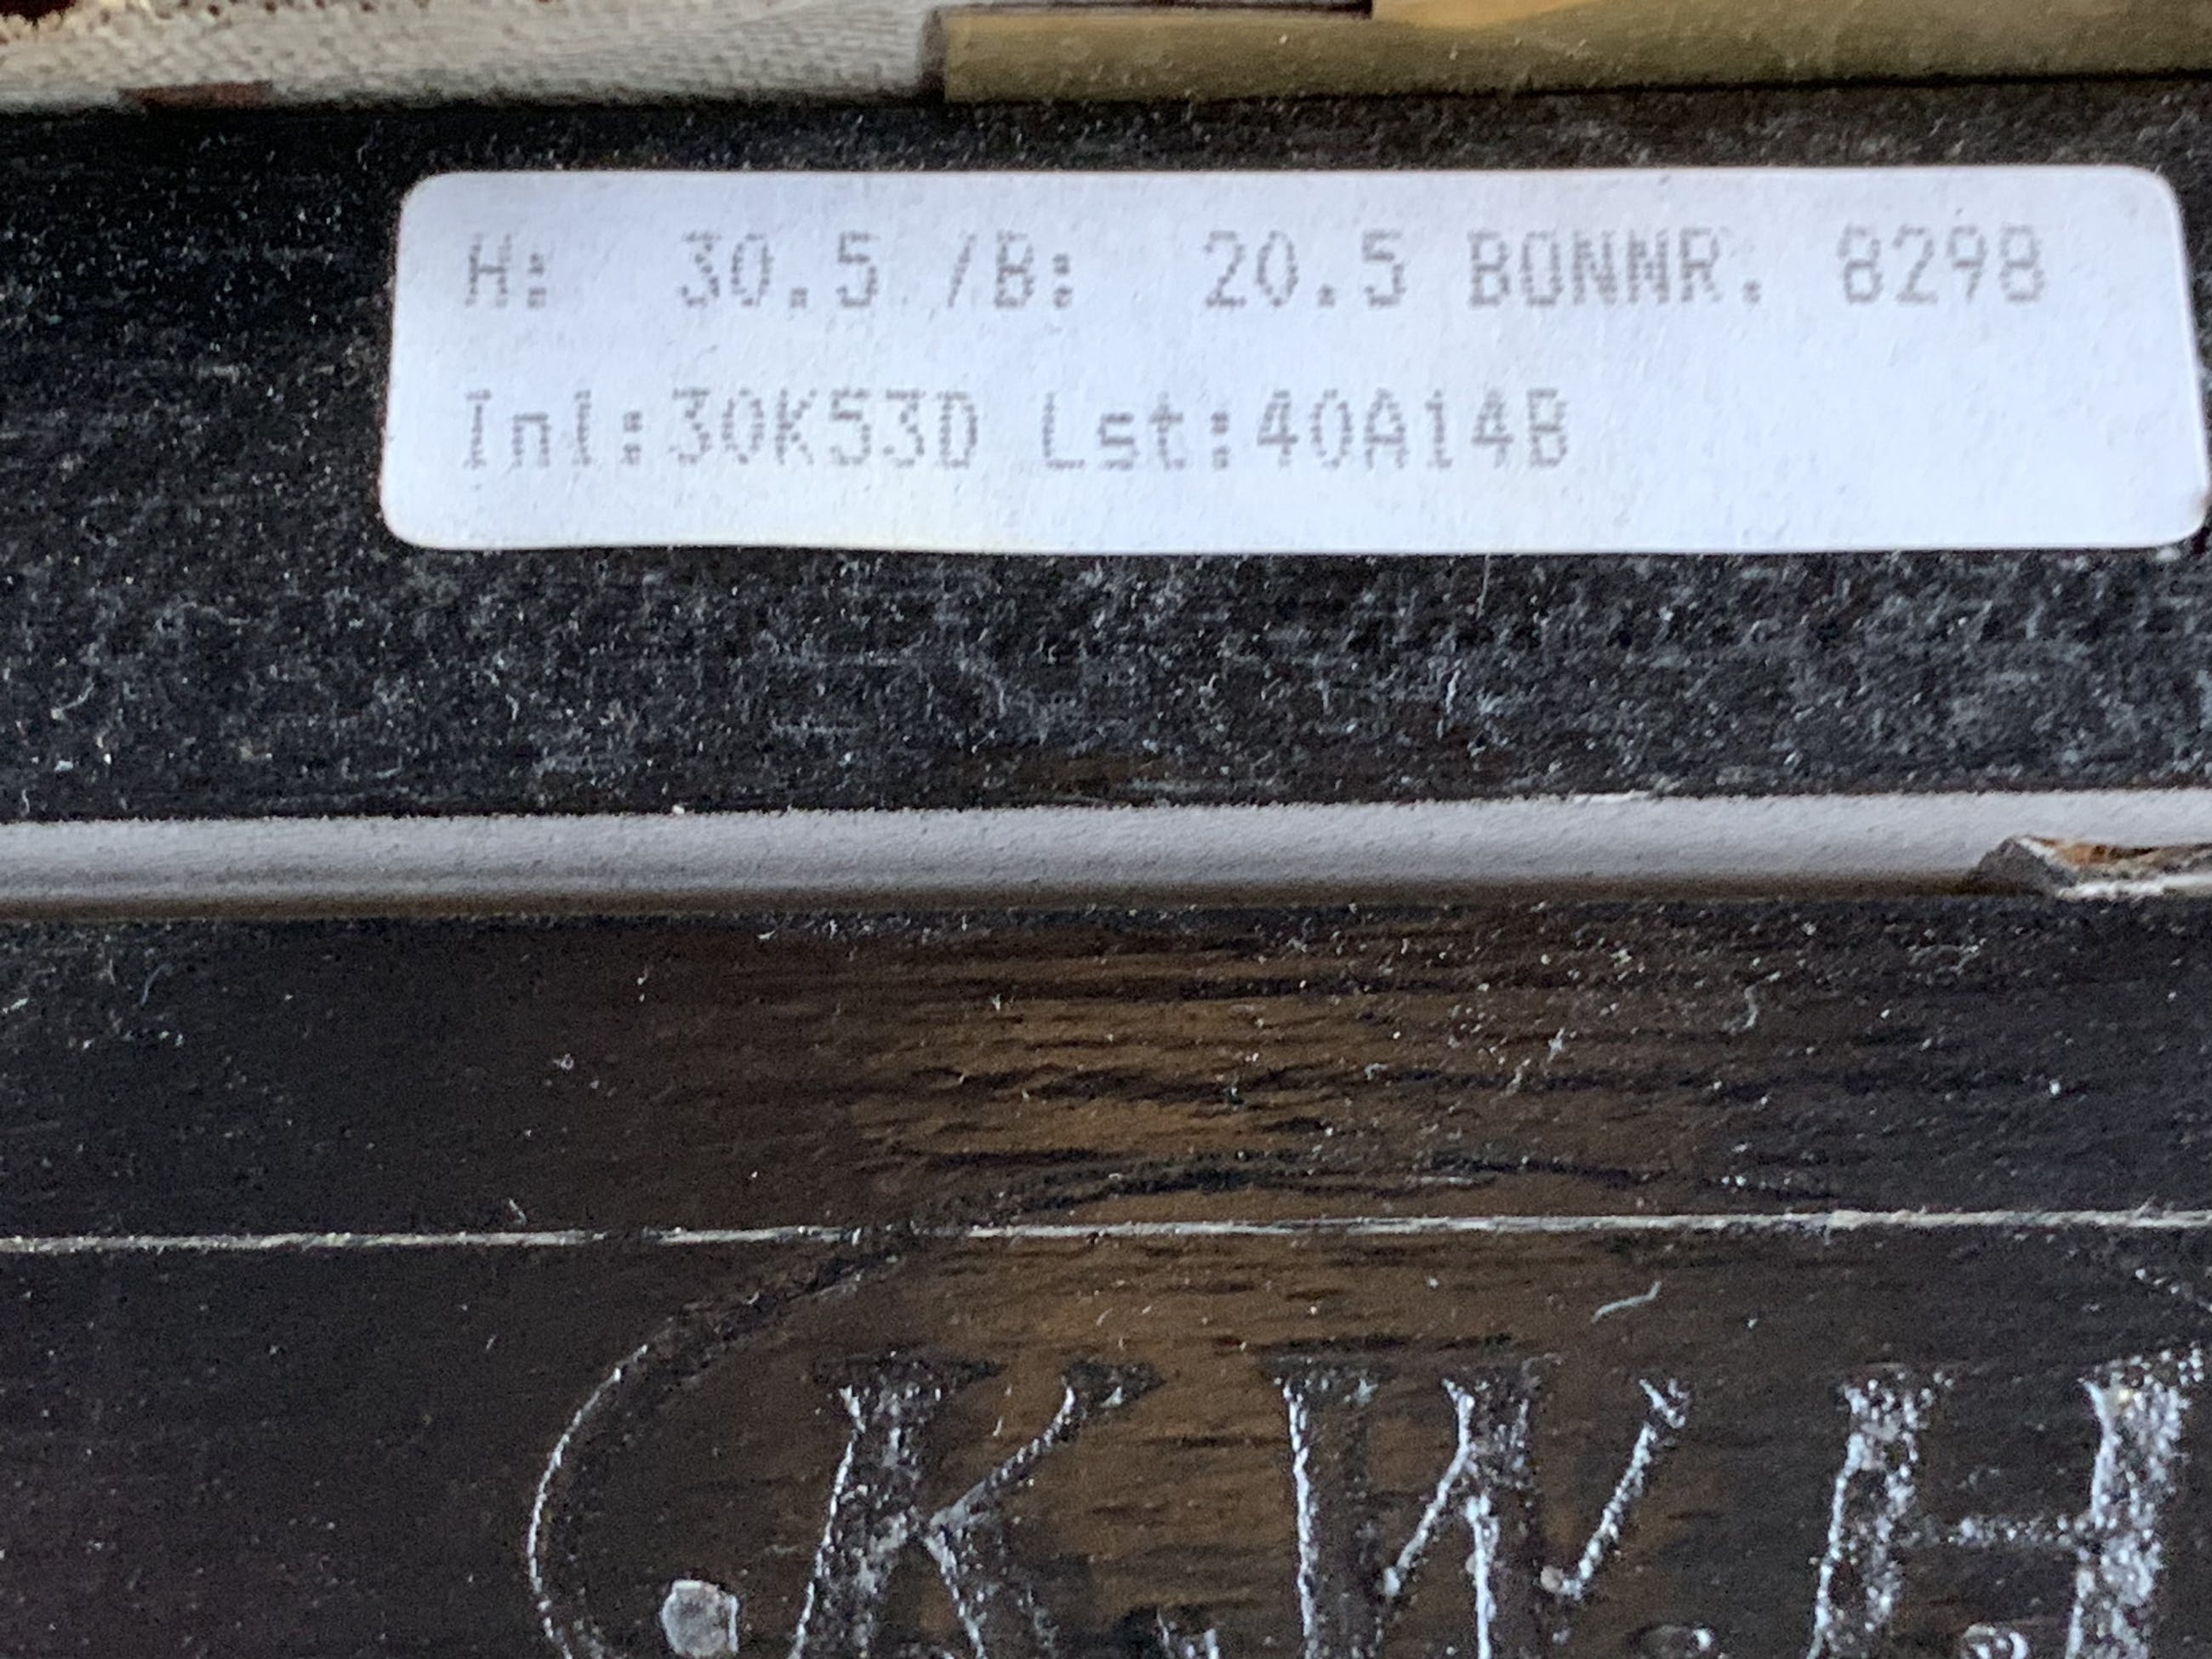 H: 30.5 /B: 20.5 BONNR. 8298
Inl:30K53D Lst:40A14B
.K.W.H.